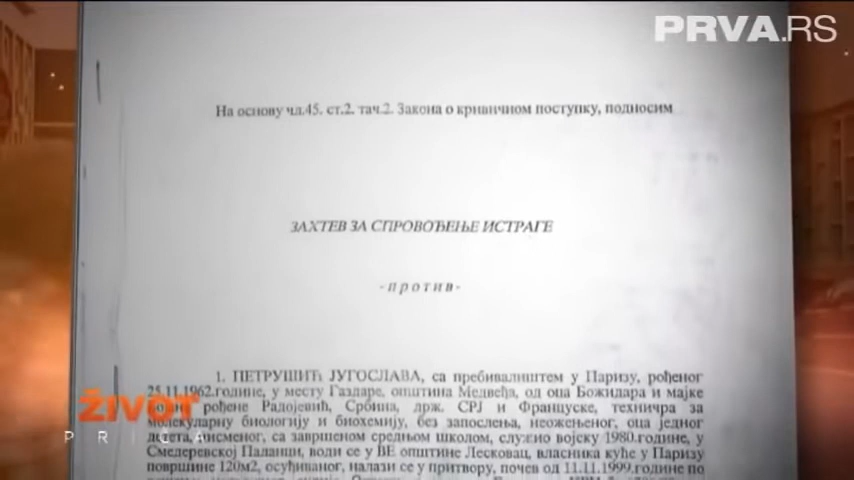 PRVA.RS
На основу чл.45. ст.2. тач.2. Закона о кривичном поступку, подносим
ЗАХТЕВ ЗА СПРОВОЂЕЊЕ ИСТРАГЕ
-против-
1. ПЕТРУШИЋ ЈУГОСЛАВА, са пребивалиштем у Паризу, рођеног
25.11.1962.године, у месту Газдаре, општина Медвеђа, од оца Божидара и мајке
рођене Радојевић, Србина, држ. СРЈ и Француске, техничра за
молекуларну биологију и биохемију, без запослења, неожењеног, оца једног
детета, писменог, са завршеном средњом школом, служио војску 1980.године, у
Смедеревској Паланци, води се у ВЕ општине Лесковац, власника куће у Паризу
површине 120м2, осуђиваног, налази се у притвору, почев од 11.11.1999.године по
ŽIVOT
PRIČA